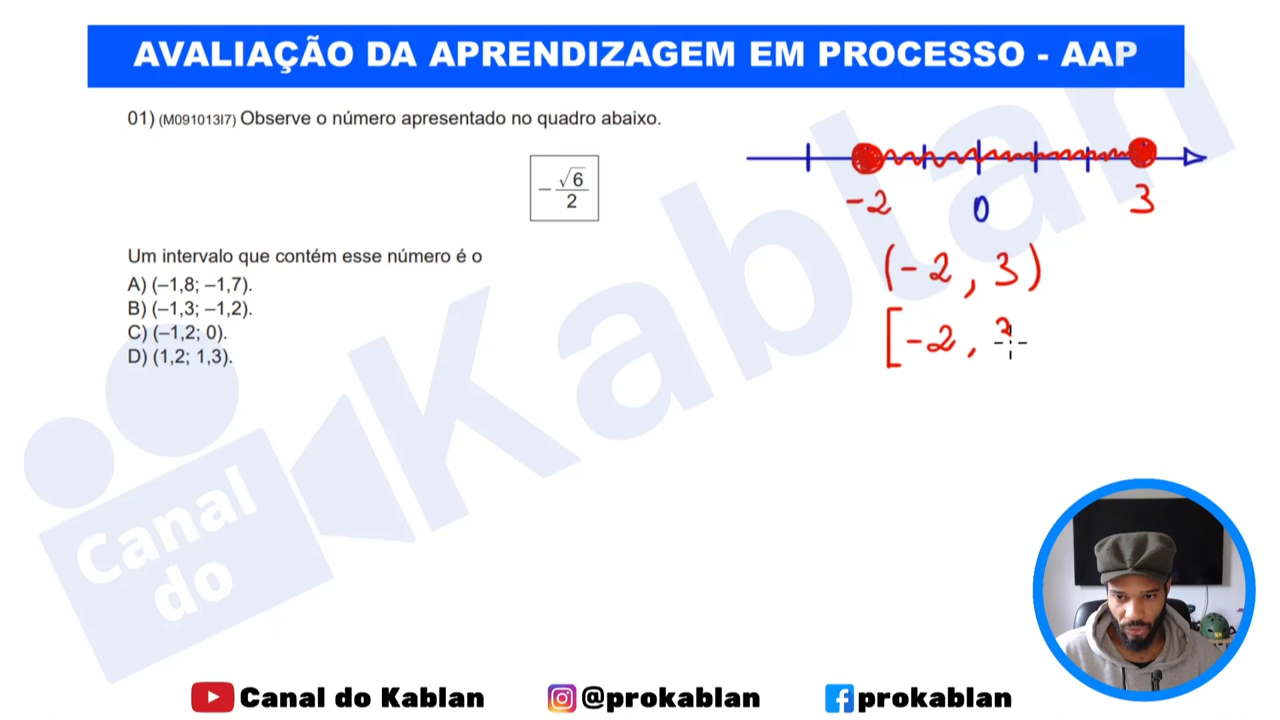 AVALIAÇÃO DA APRENDIZAGEM EM PROCESSO - AAP
01) (M091013I7) Observe o número apresentado no quadro abaixo.
−√6/2
Um intervalo que contém esse número é o
A) (–1,8; –1,7).
B) (–1,3; –1,2).
C) (–1,2; 0).
D) (1,2; 1,3).
-2 0 3
(-2, 3)
[-2,
Canal do Kablan
Canal do Kablan @prokablan prokablan